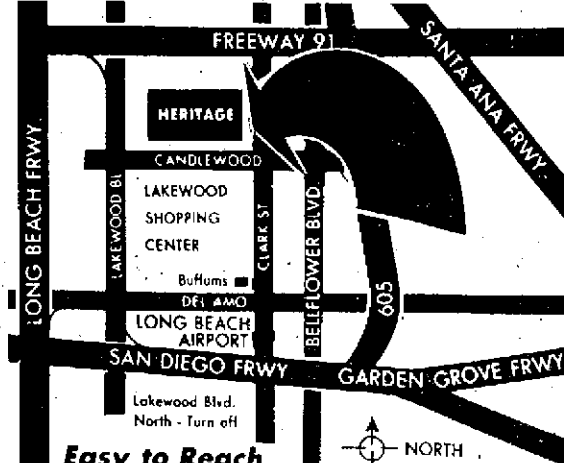 FREEWAY 91
SANTA ANA FRWY.
HERITAGE
CANDLEWOOD
LONG BEACH FRWY.
LAKEWOOD BL
LAKEWOOD
SHOPPING
CENTER
CLARK ST
BELLFLOWER BLVD.
Buffums
DEL AMO
605
LONG BEACH
AIRPORT
SAN DIEGO FRWY
GARDEN GROVE FRWY
Lakewood Blvd.
North - Turn off
NORTH
Easy to Reach